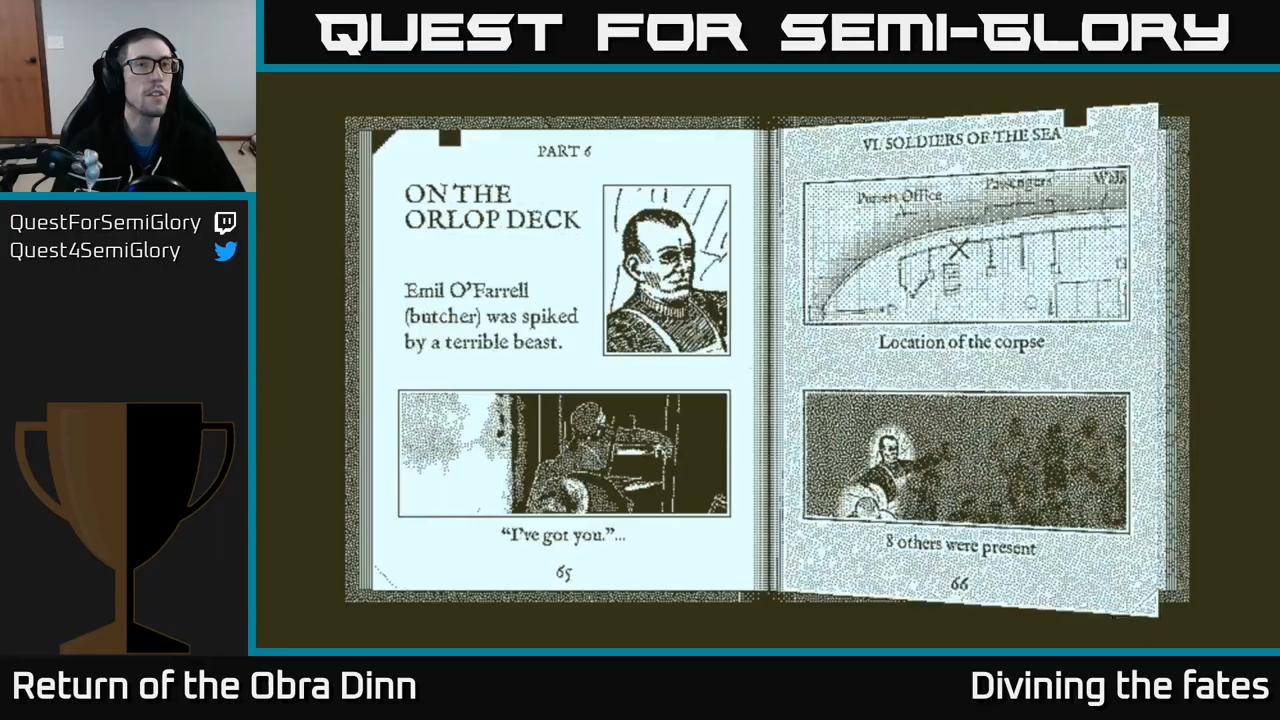 QUEST FOR SEMI-GLORY
QuestForSemiGlory
Quest4SemiGlory
PART 6
ON THE
ORLOP DECK
Emil O'Farrell
(butcher) was spiked
by a terrible beast.
"I've got you."...
65
VI. SOLDIERS OF THE SEA
Pursers Office
Passengers
Location of the corpse
8 others were present
66
Return of the Obra Dinn
Divining the fates